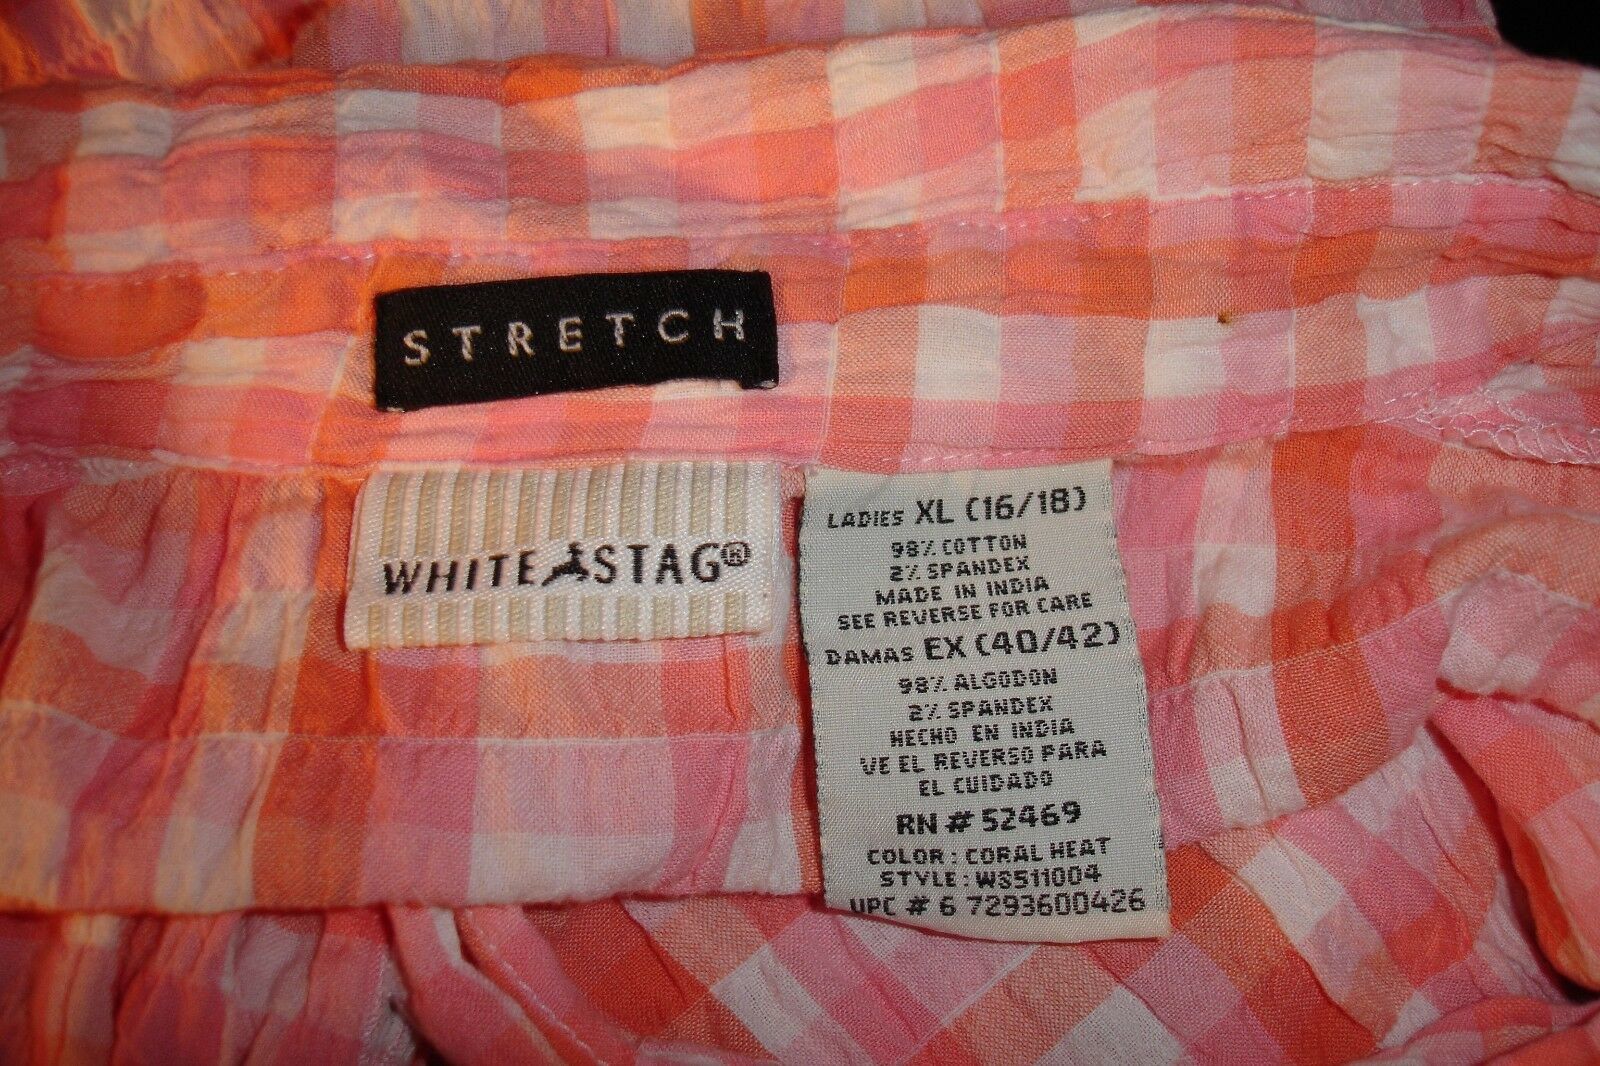 STRETCH
WHITE STAG®
LADIES XL (16/18)
98% COTTON
2% SPANDEX
MADE IN INDIA
SEE REVERSE FOR CARE
DAMAS EX (40/42)
98% ALGODON
2% SPANDEX
HECHO EN INDIA
VE EL REVERSO PARA
EL CUIDADO
RN # 52469
COLOR: CORAL HEAT
STYLE: WS511004
UPC # 6 7293600426